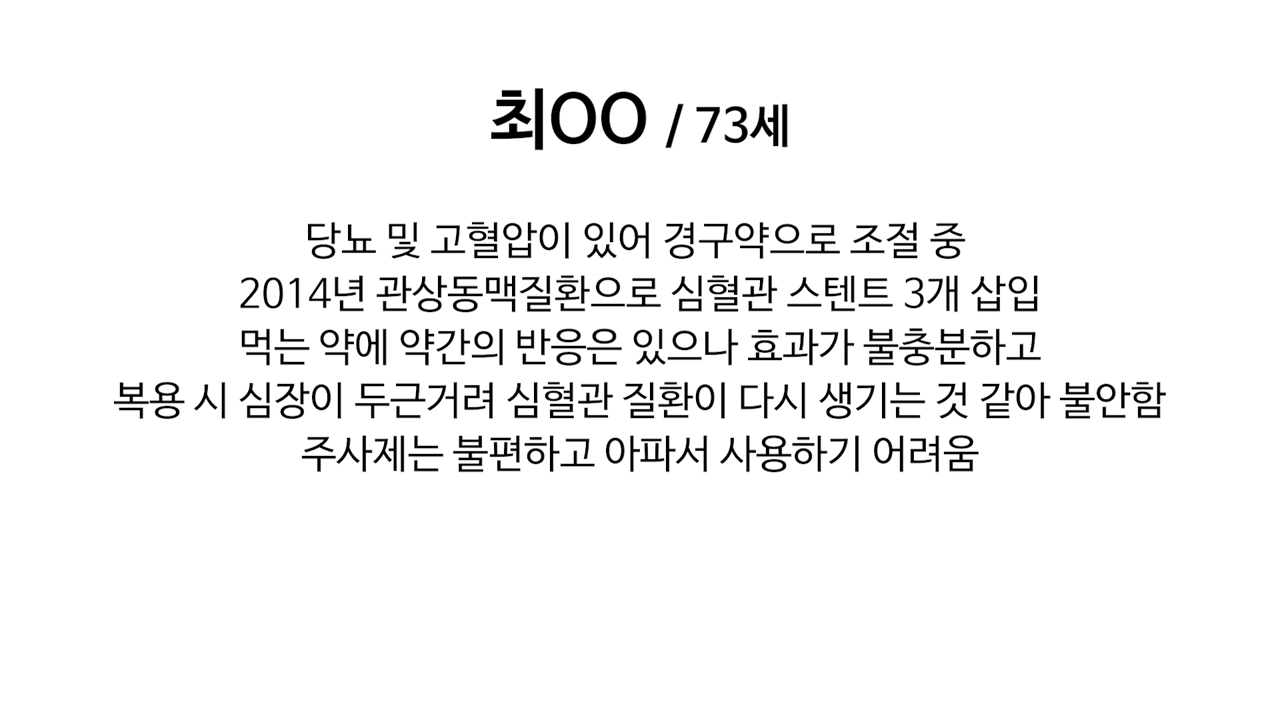 최OO / 73세
당뇨 및 고혈압이 있어 경구약으로 조절 중
2014년 관상동맥질환으로 심혈관 스텐트 3개 삽입
먹는 약에 약간의 반응은 있으나 효과가 불충분하고
복용 시 심장이 두근거려 심혈관 질환이 다시 생기는 것 같아 불안함
주사제는 불편하고 아파서 사용하기 어려움